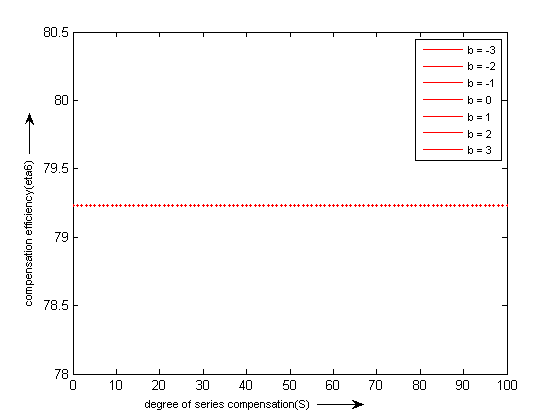 80.5
80
79.5
79
78.5
78
0 10 20 30 40 50 60 70 80 90 100
compensation efficiency(eta6)
degree of series compensation(S)
b = -3
b = -2
b = -1
b = 0
b = 1
b = 2
b = 3